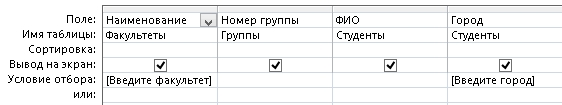 Поле: Наименование Номер группы ФИО Город
Имя таблицы: Факультеты Группы Студенты Студенты
Сортировка:
Вывод на экран:
Условие отбора: [Введите факультет] [Введите город]
или: